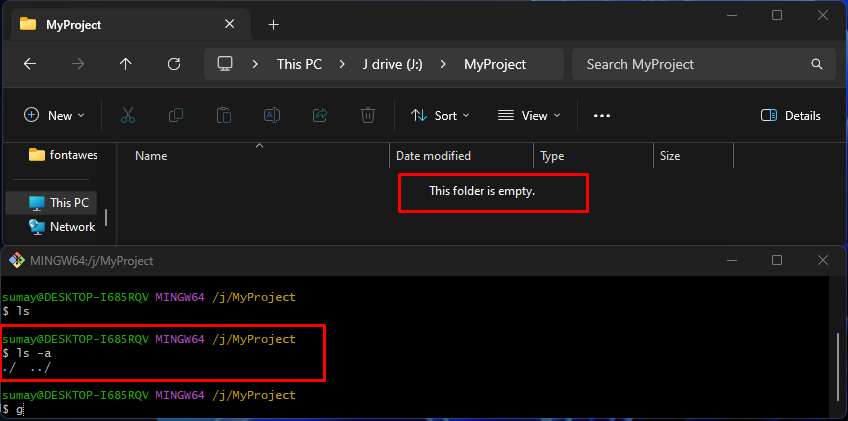 MyProject
This PC > J drive (J:) > MyProject
Search MyProject
New
Sort
View
Details
Name
Date modified
Type
Size
fontawes
This PC
Network
This folder is empty.
MINGW64:/j/MyProject
sumay@DESKTOP-I685RQV MINGW64 /j/MyProject
$ ls
sumay@DESKTOP-I685RQV MINGW64 /j/MyProject
$ ls -a
./  ../
sumay@DESKTOP-I685RQV MINGW64 /j/MyProject
$ g